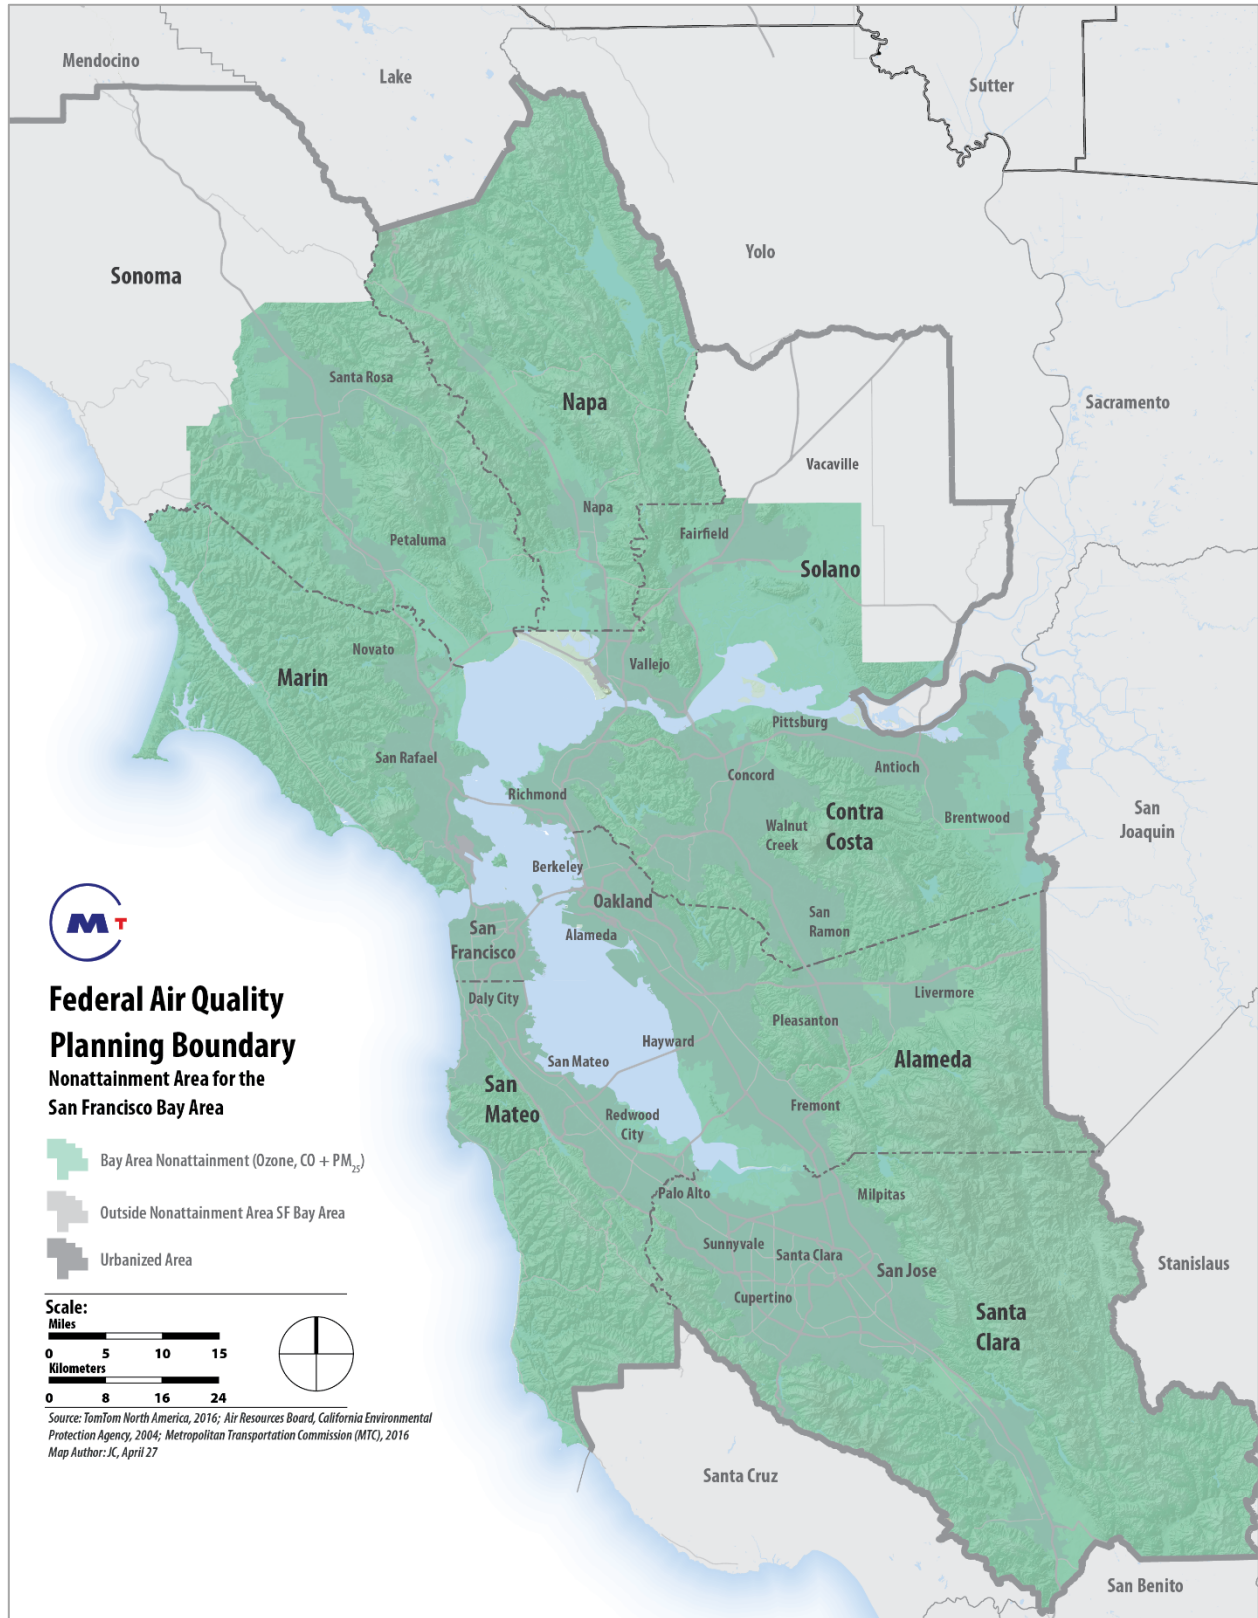 Mendocino
Lake
Sutter
Yolo
Sonoma
Santa Rosa
Napa
Sacramento
Vacaville
Napa
Fairfield
Petaluma
Solano
Novato
Vallejo
Marin
San Rafael
Pittsburg
Antioch
Concord
Richmond
Contra
Costa
Brentwood
San
Joaquin
Walnut
Creek
Berkeley
Oakland
San
Ramon
San
Francisco
Alameda
Daly City
Livermore
Pleasanton
Hayward
San Mateo
Alameda
San
Mateo
Redwood
City
Fremont
Palo Alto
Milpitas
Sunnyvale
Santa Clara
San Jose
Cupertino
Stanislaus
Santa
Clara
Santa Cruz
San Benito
M T
Federal Air Quality
Planning Boundary
Nonattainment Area for the
San Francisco Bay Area
Bay Area Nonattainment (Ozone, CO + PM25)
Outside Nonattainment Area SF Bay Area
Urbanized Area
Scale:
Miles
0 5 10 15
Kilometers
0 8 16 24
Source: TomTom North America, 2016; Air Resources Board, California Environmental
Protection Agency, 2004; Metropolitan Transportation Commission (MTC), 2016
Map Author: JC, April 27